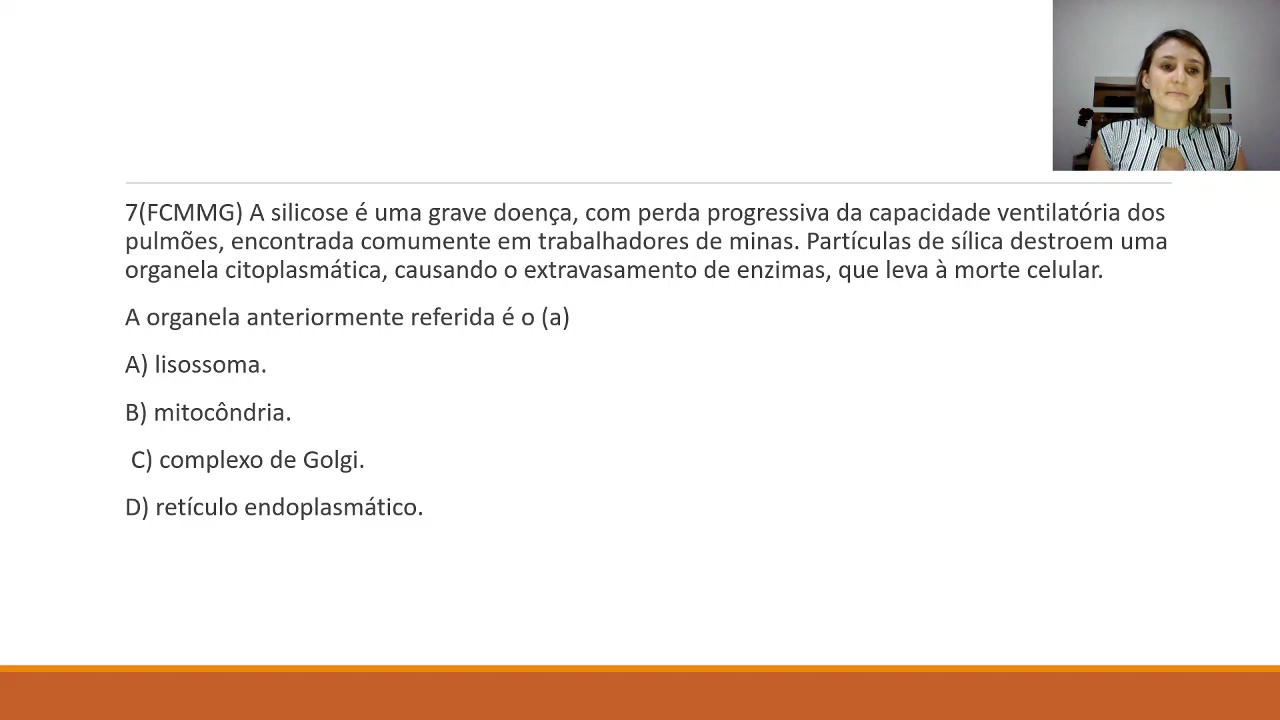 7(FCMMG) A silicose é uma grave doença, com perda progressiva da capacidade ventilatória dos
pulmões, encontrada comumente em trabalhadores de minas. Partículas de sílica destroem uma
organela citoplasmática, causando o extravasamento de enzimas, que leva à morte celular.
A organela anteriormente referida é o (a)
A) lisossoma.
B) mitocôndria.
C) complexo de Golgi.
D) retículo endoplasmático.